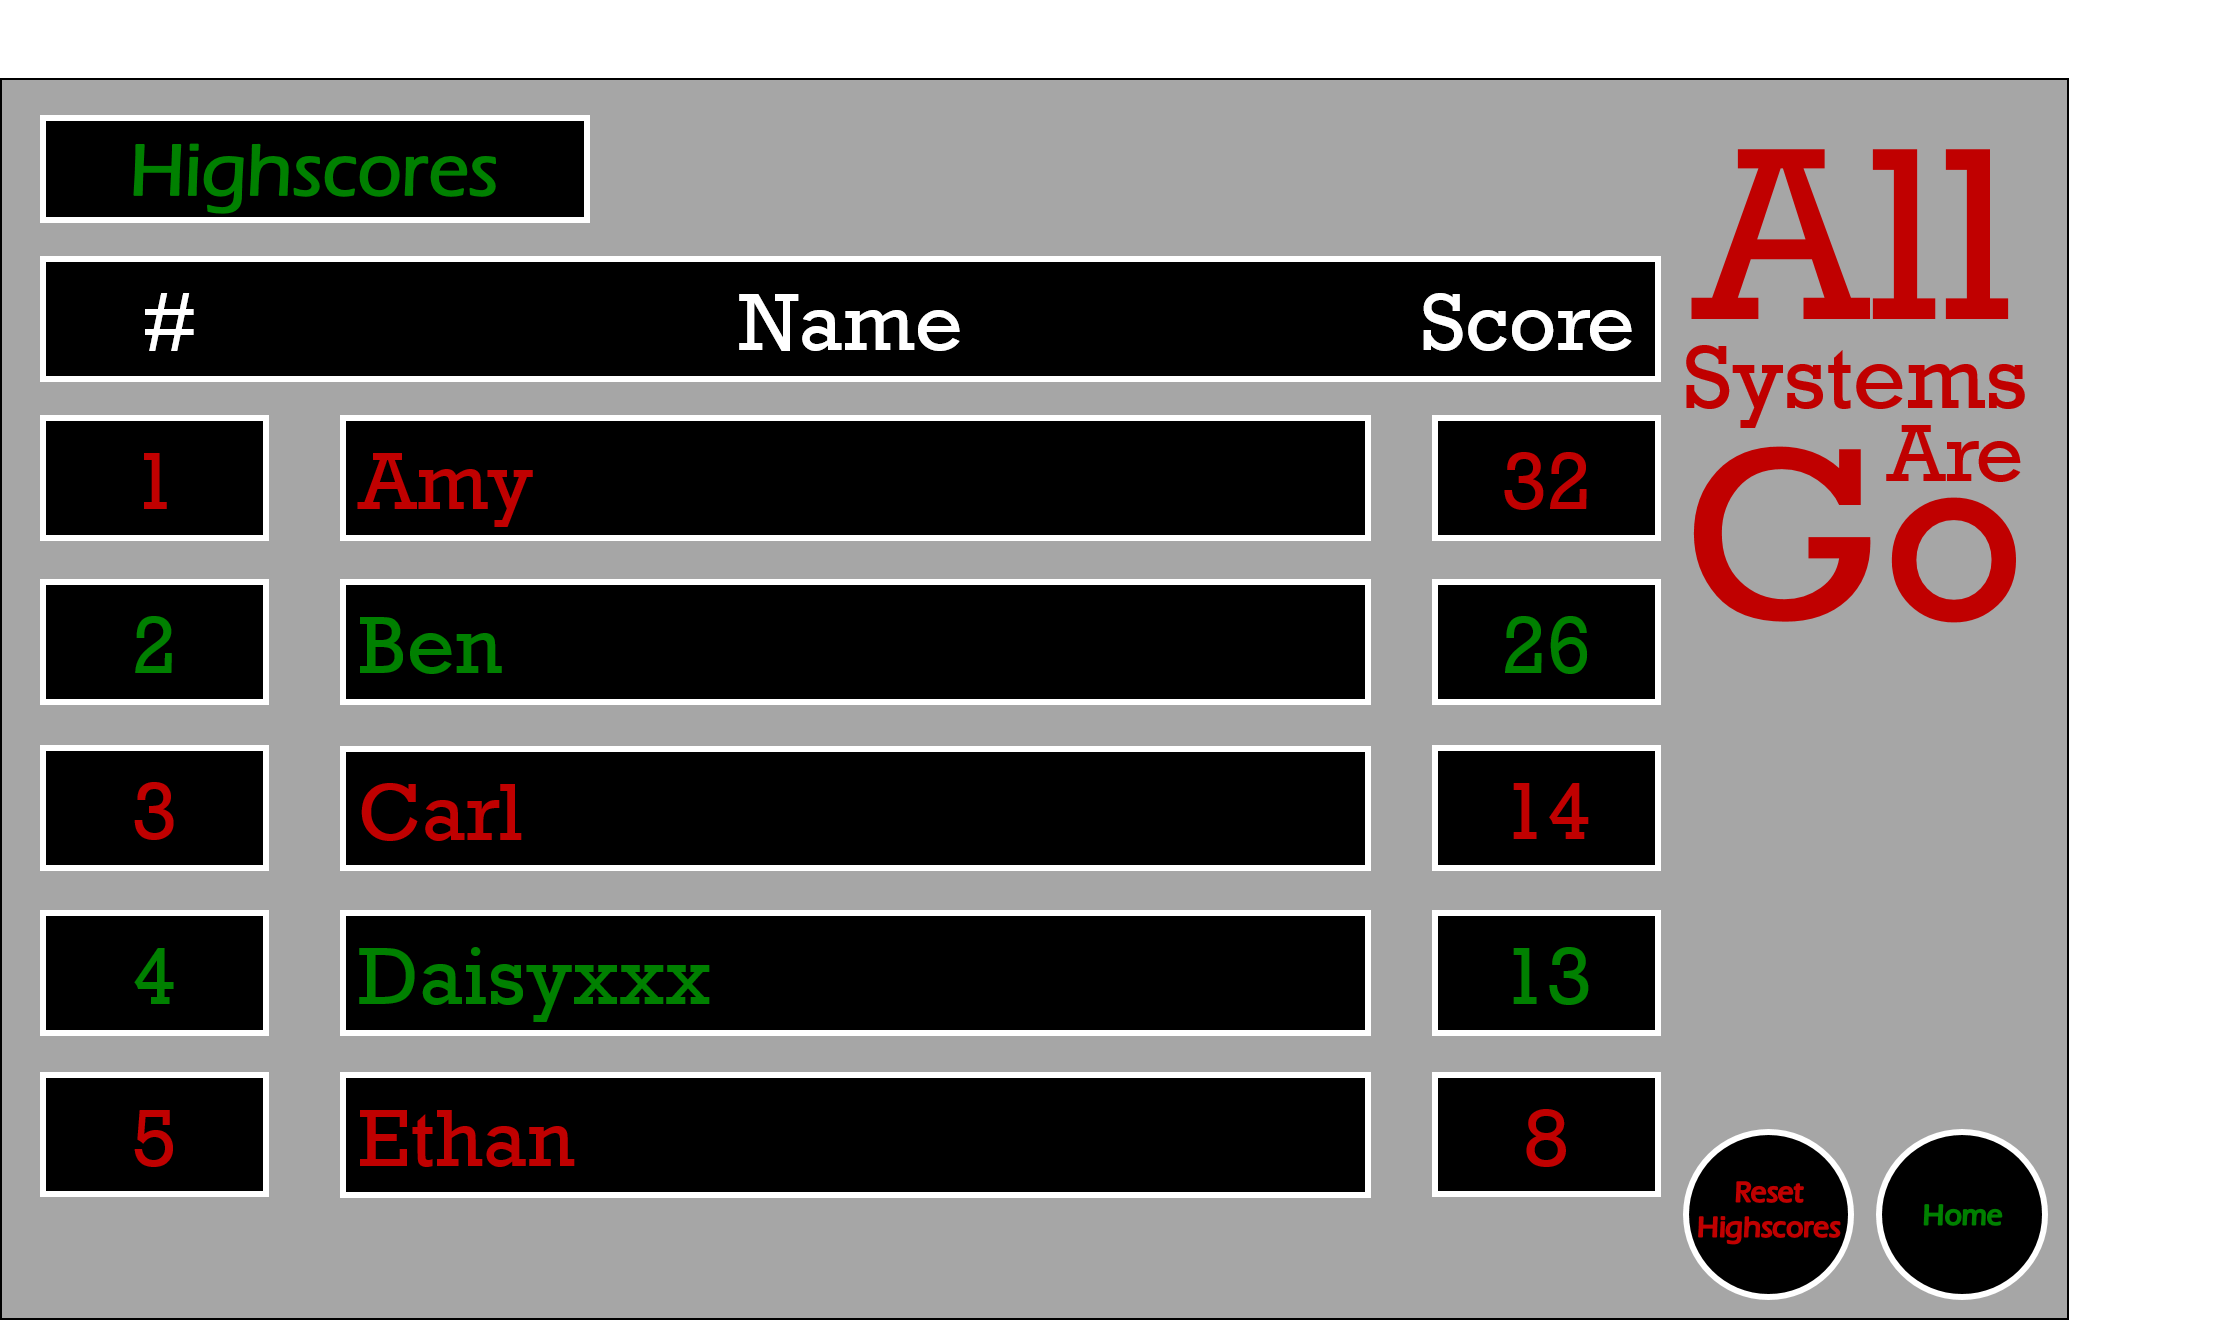 Highscores
# Name Score
1 Amy 32
2 Ben 26
3 Carl 14
4 Daisyxxx 13
5 Ethan 8
All
Systems
Are
Go
Reset
Highscores
Home